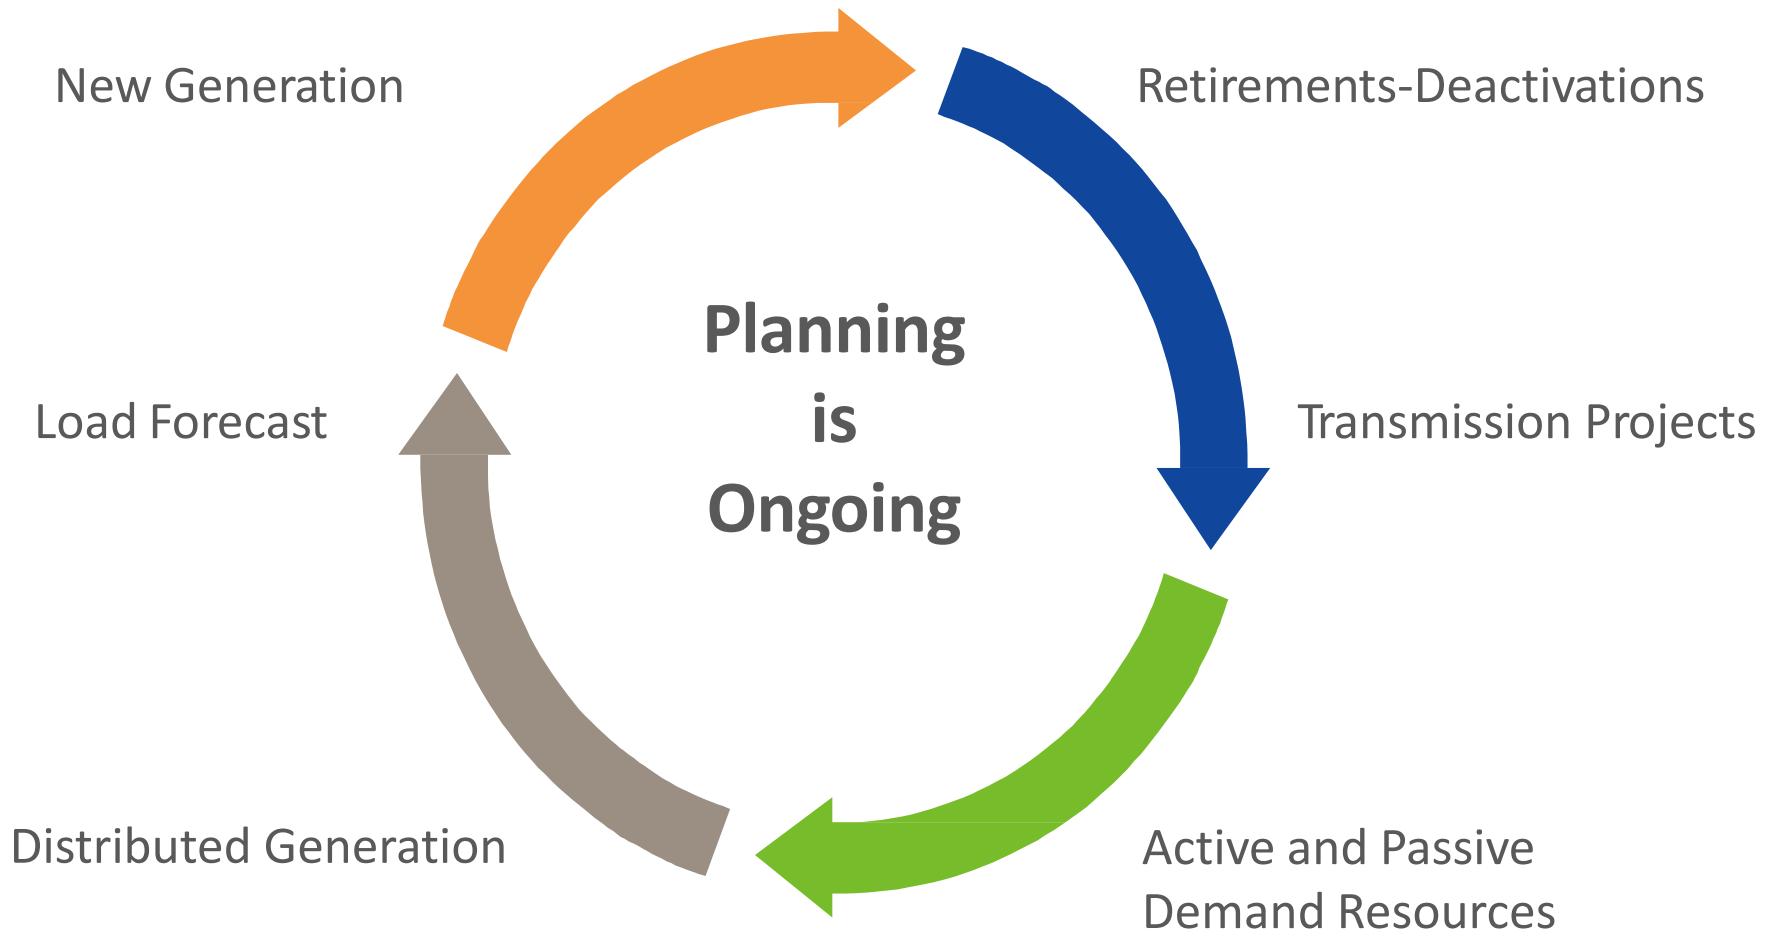 New Generation
Retirements-Deactivations
Planning
is
Ongoing
Load Forecast
Transmission Projects
Distributed Generation
Active and Passive
Demand Resources